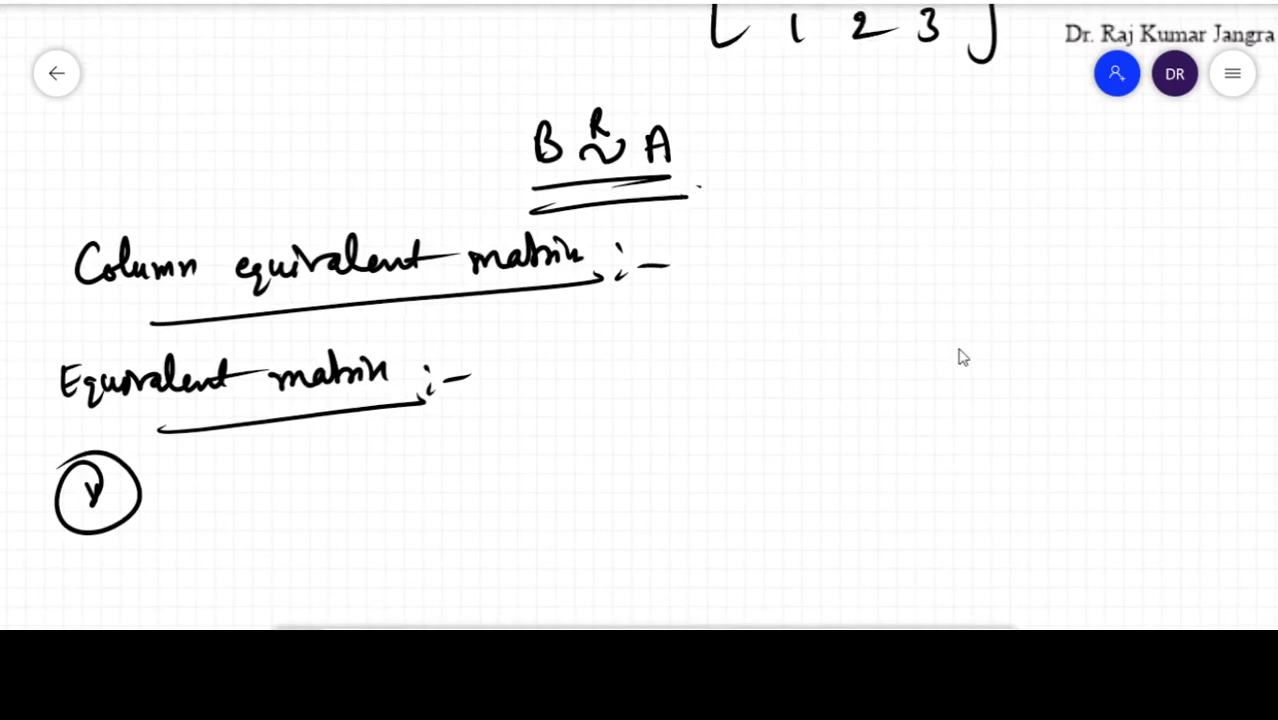 [ 1 2 3 ]
Dr. Raj Kumar Jangra
DR
B R~ A
Column equivalent matrix :-
Equivalent matrix :-